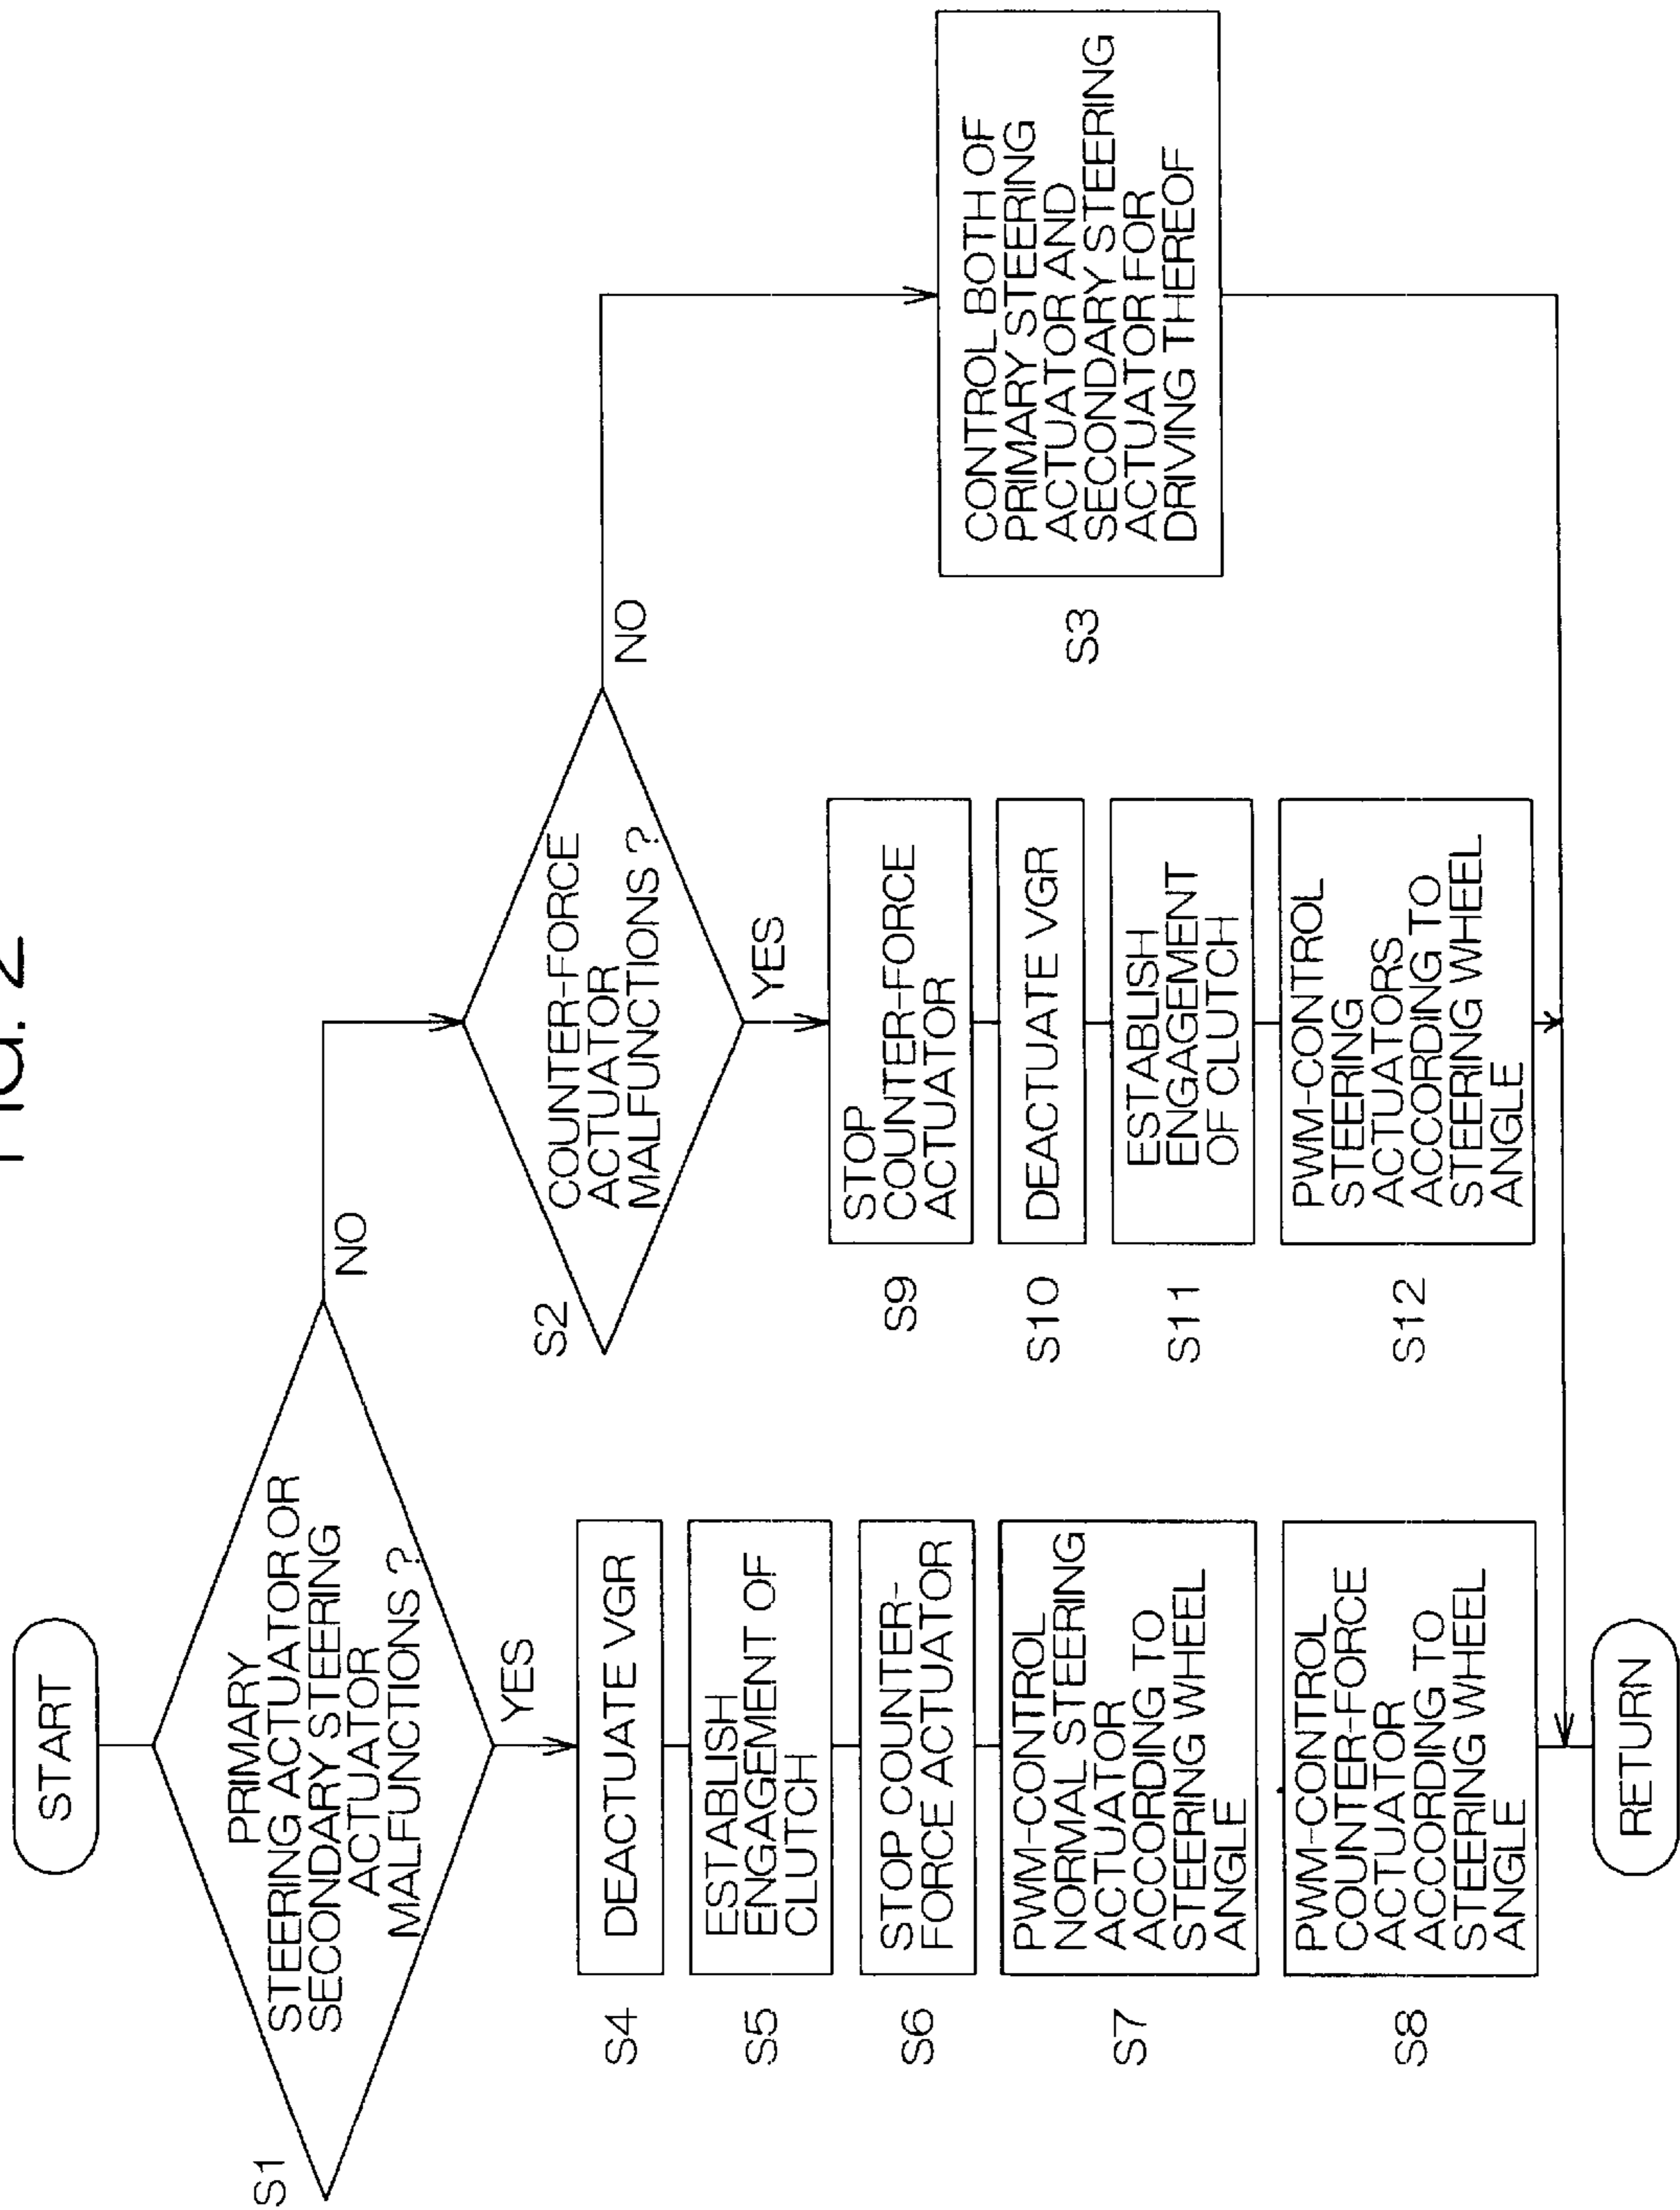 FIG. 2
START
S1
PRIMARY
STEERING ACTUATOR OR
SECONDARY STEERING
ACTUATOR
MALFUNCTIONS ?
NO
YES
S2
COUNTER-FORCE
ACTUATOR
MALFUNCTIONS ?
NO
YES
S4
DEACTUATE VGR
S5
ESTABLISH
ENGAGEMENT OF
CLUTCH
S6
STOP COUNTER-
FORCE ACTUATOR
S7
PWM-CONTROL
NORMAL STEERING
ACTUATOR
ACCORDING TO
STEERING WHEEL
ANGLE
S8
PWM-CONTROL
COUNTER-FORCE
ACTUATOR
ACCORDING TO
STEERING WHEEL
ANGLE
S9
STOP
COUNTER-FORCE
ACTUATOR
S10
DEACTUATE VGR
S11
ESTABLISH
ENGAGEMENT
OF CLUTCH
S12
PWM-CONTROL
STEERING
ACTUATORS
ACCORDING TO
STEERING WHEEL
ANGLE
S3
CONTROL BOTH OF
PRIMARY STEERING
ACTUATOR AND
SECONDARY STEERING
ACTUATOR FOR
DRIVING THEREOF
RETURN